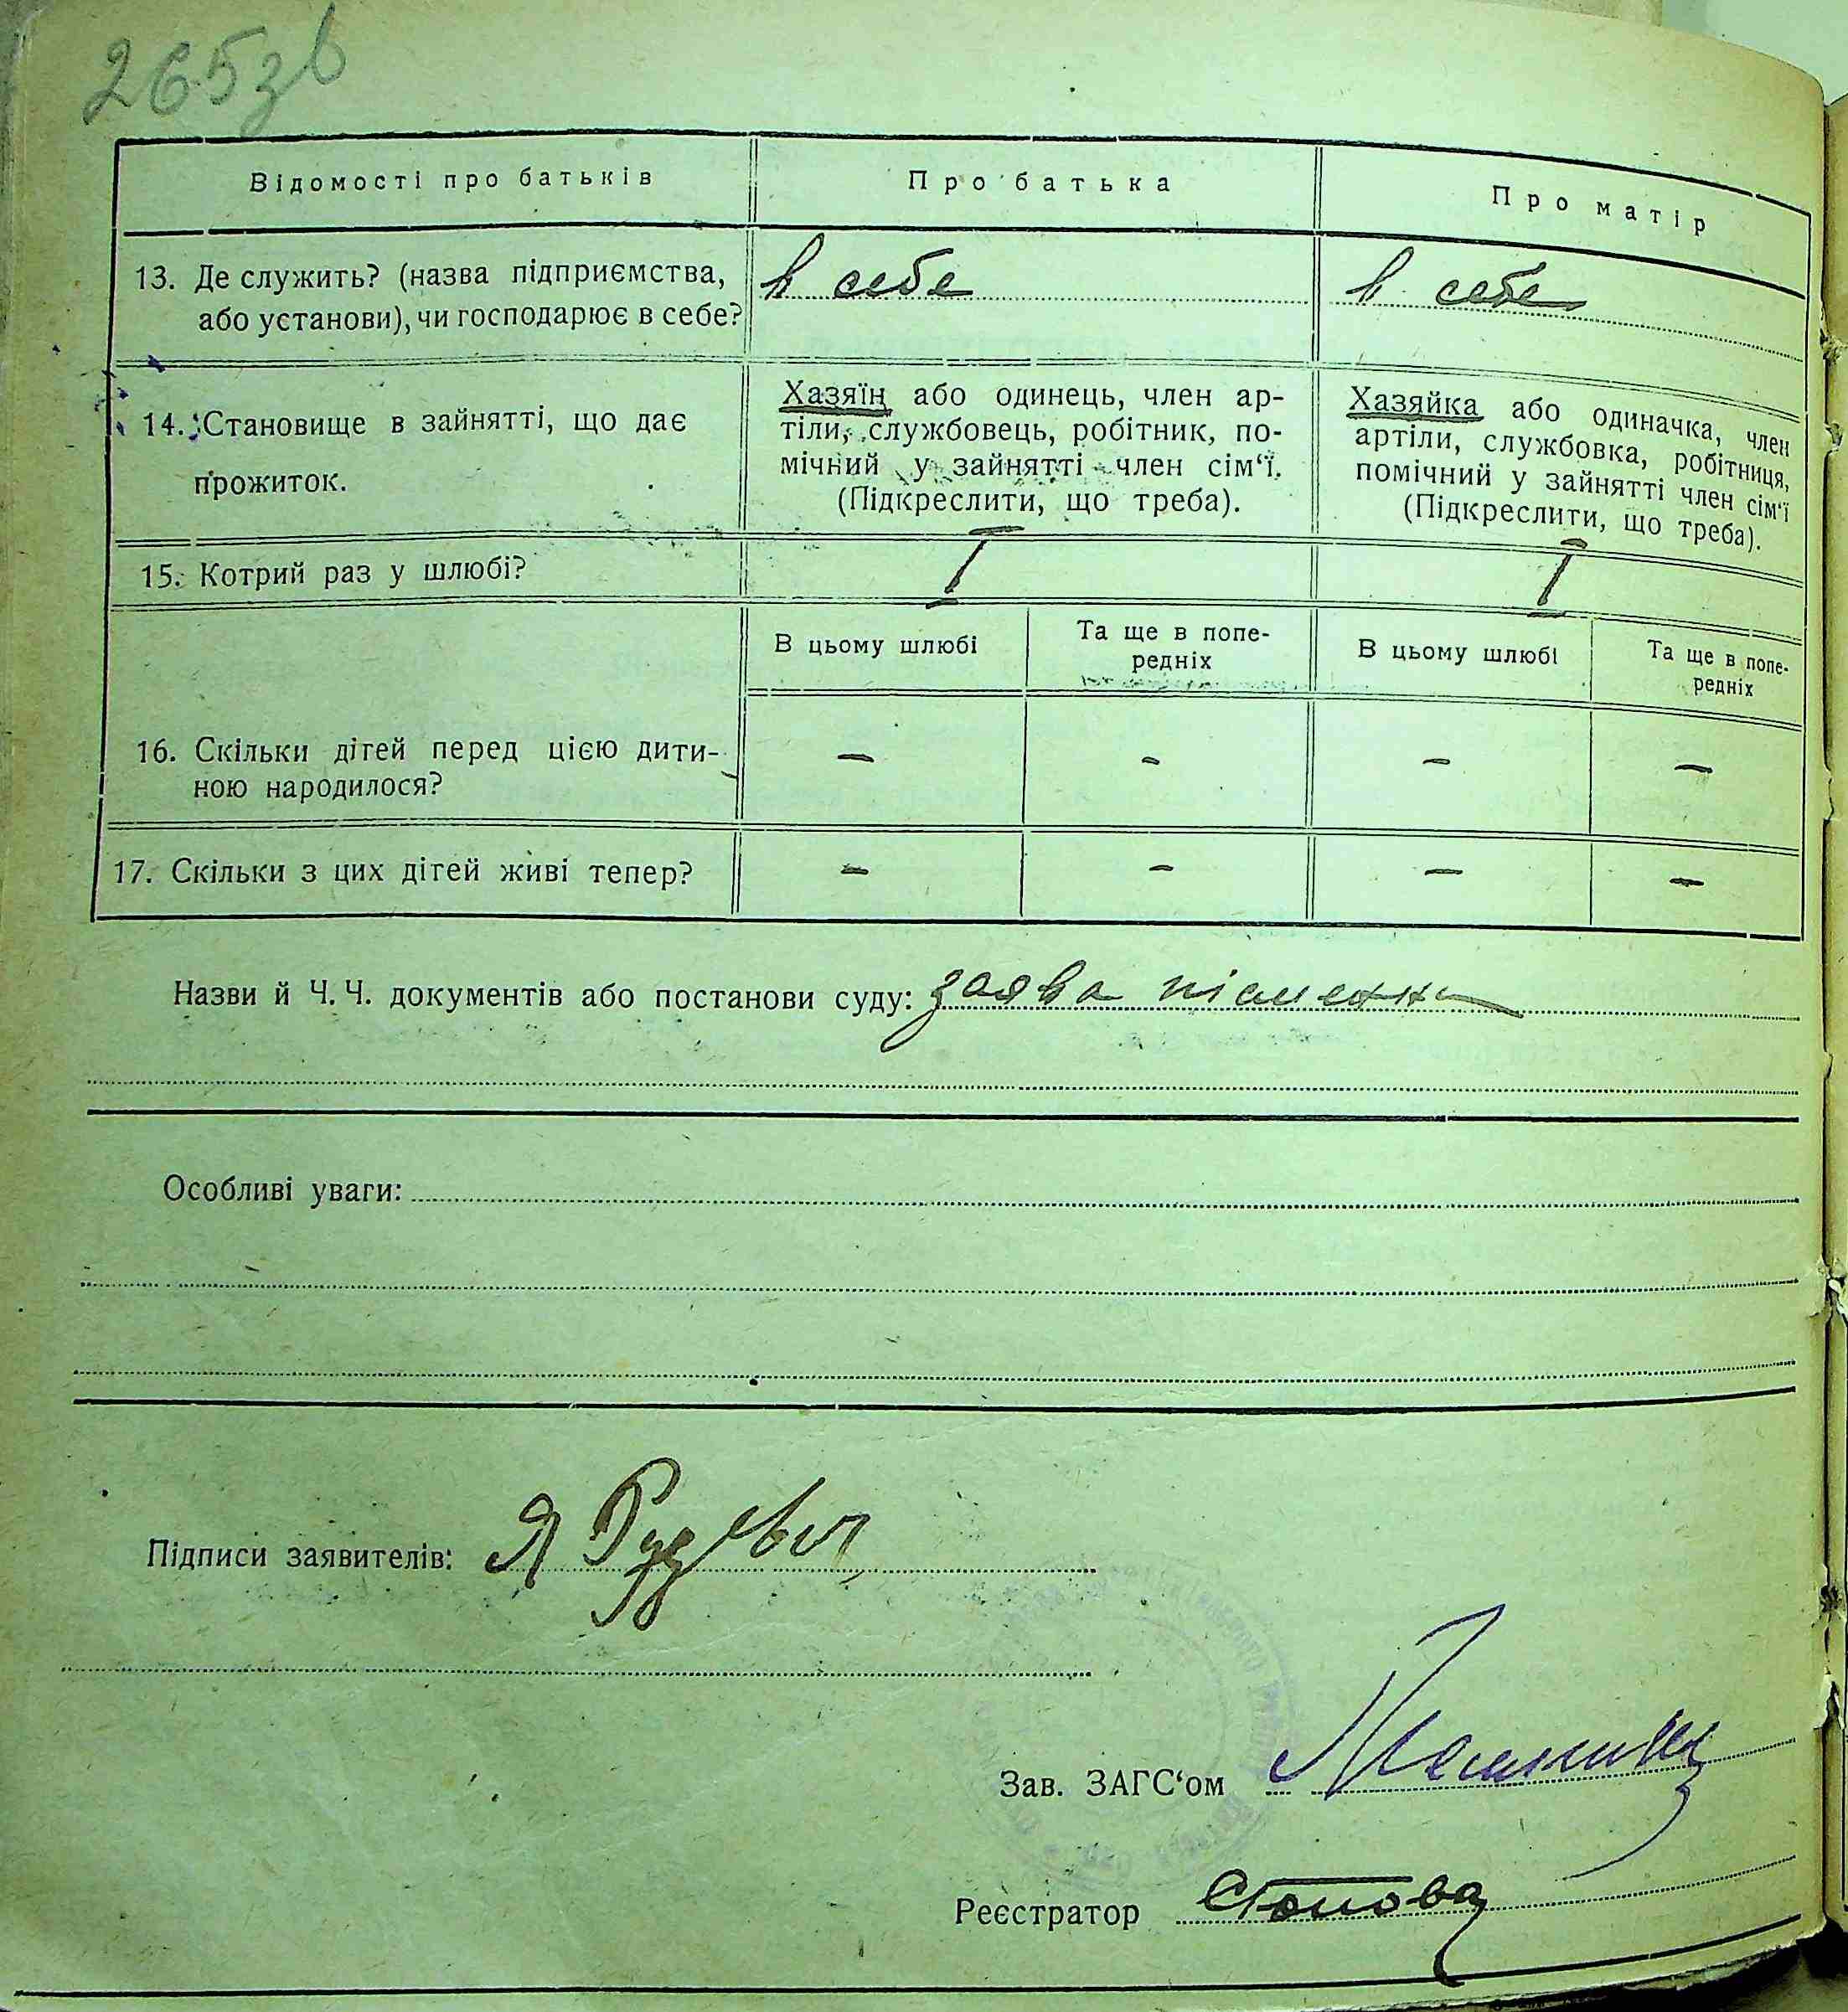 265зв
Відомості про батьків
Про батька
Про матір
13. Де служить? (назва підприємства,
або установи), чи господарює в себе?
в себе
в себе
14. Становище в зайнятті, що дає
прожиток.
Хазяїн або одинець, член ар-
тіли, службовець, робітник, по-
мічний у зайнятті член сім‘ї.
(Підкреслити, що треба).
Хазяйка або одиначка, член
артіли, службовка, робітниця,
помічний у зайнятті член сім‘ї
(Підкреслити, що треба).
15. Котрий раз у шлюбі?
I
I
В цьому шлюбі
Та ще в попе-
редніх
В цьому шлюбі
Та ще в попе-
редніх
16. Скільки дітей перед цією дити-
ною народилося?
— - - —
17. Скільки з цих дітей живі тепер?
- - — —
Назви й Ч. Ч. документів або постанови суду: заява пісменна
Особливі уваги:
Підписи заявителів: Я
Зав. ЗАГС‘ом
Реєстратор